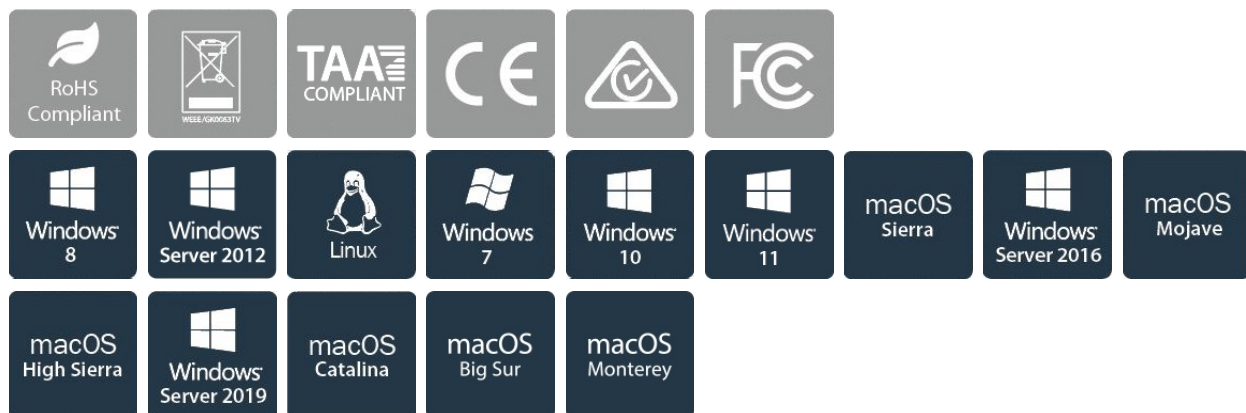 RoHS
Compliant
WEEE/GK0063TV
TAA
COMPLIANT
CE
FC
Windows
8
Windows
Server 2012
Linux
Windows
7
Windows
10
Windows
11
macOS
Sierra
Windows
Server 2016
macOS
Mojave
macOS
High Sierra
Windows
Server 2019
macOS
Catalina
macOS
Big Sur
macOS
Monterey